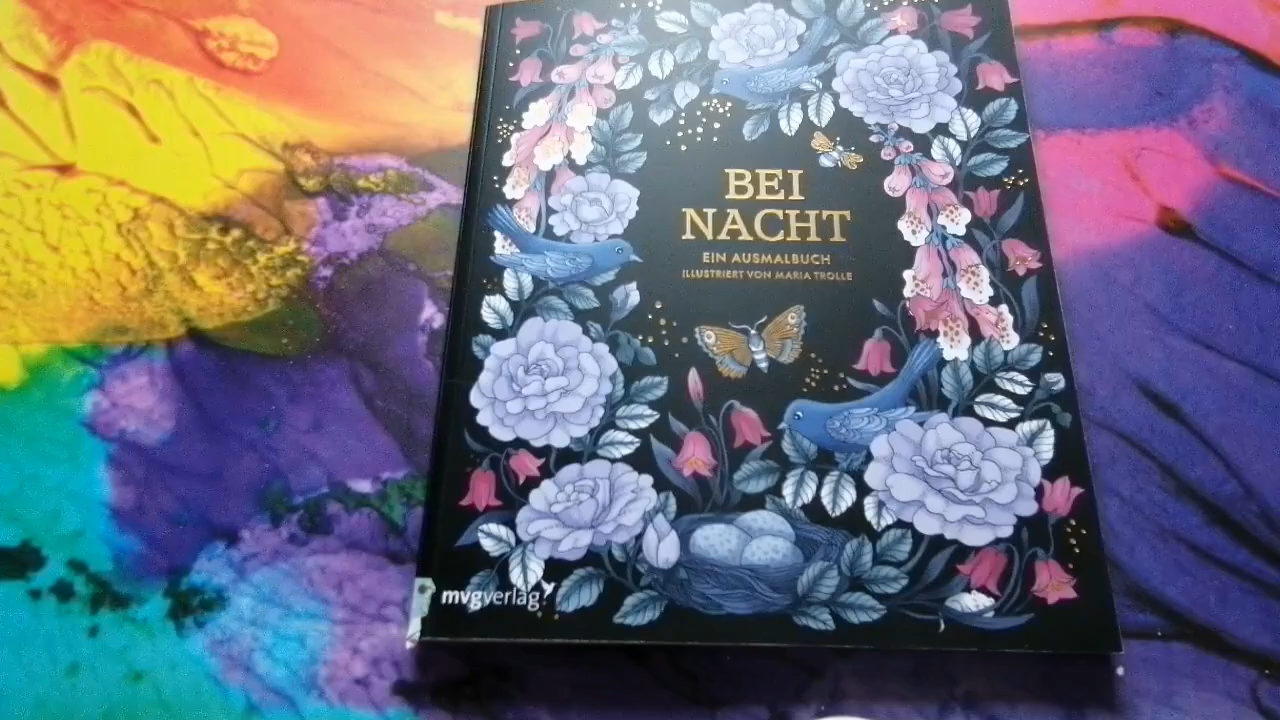 BEI
NACHT
EIN AUSMALBUCH
ILLUSTRIERT VON MARIA TROLLE
mvgverlag